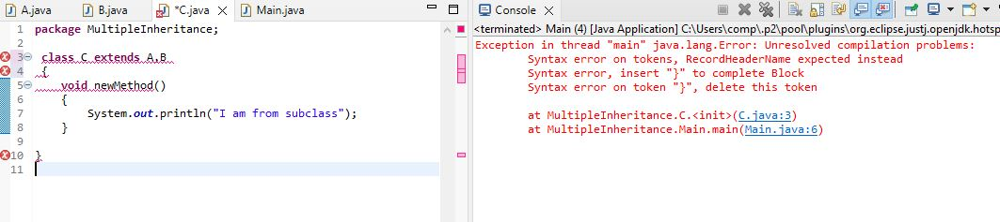 A.java B.java *C.java Main.java
1 package MultipleInheritance;
2
3 class C extends A,B
4 {
5 void newMethod()
6 {
7 System.out.println("I am from subclass");
8 }
9
10 }
11
Console
<terminated> Main (4) [Java Application] C:\Users\comp\.p2\pool\plugins\org.eclipse.justj.openjdk.hotsp
Exception in thread "main" java.lang.Error: Unresolved compilation problems:
Syntax error on tokens, RecordHeaderName expected instead
Syntax error, insert "}" to complete Block
Syntax error on token "}", delete this token
at MultipleInheritance.C.<init>(C.java:3)
at MultipleInheritance.Main.main(Main.java:6)